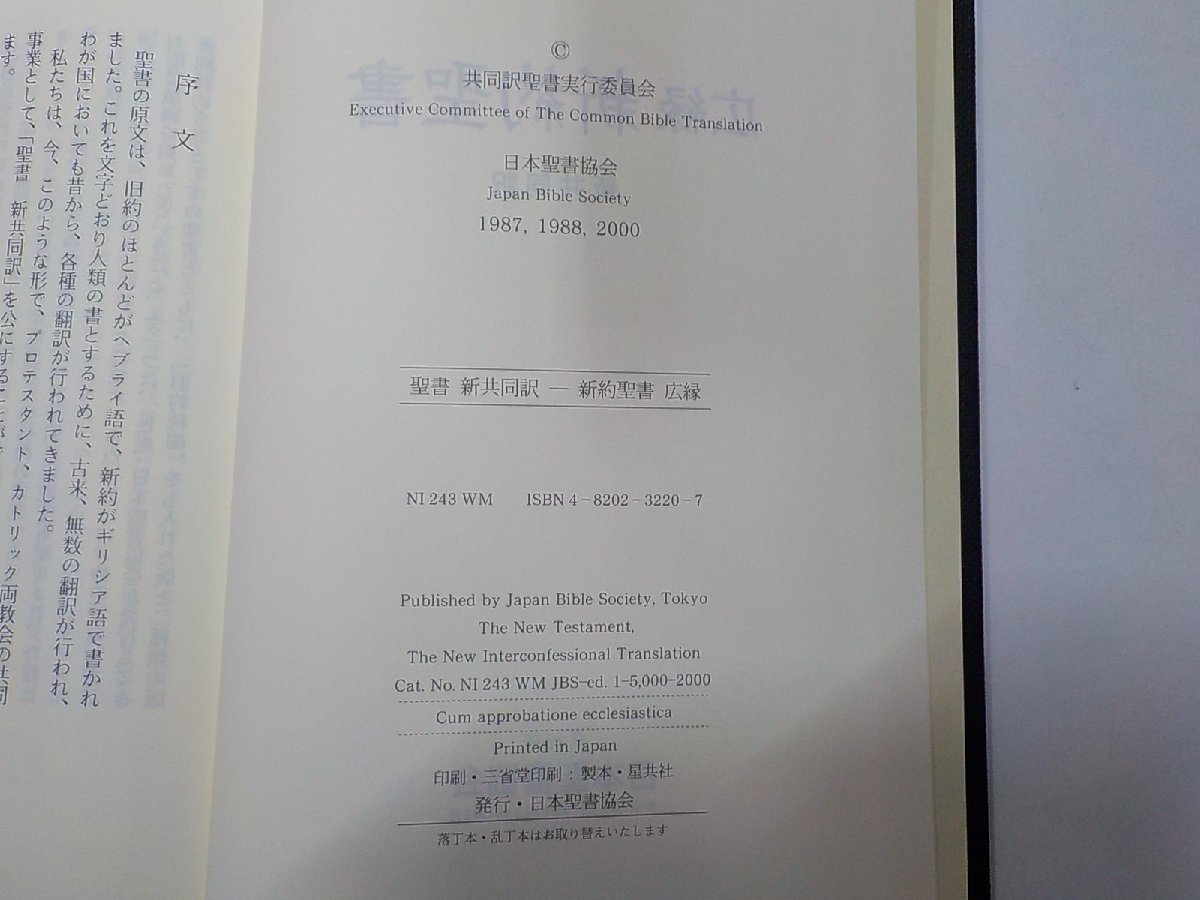 ©
共同訳聖書実行委員会
Executive Committee of The Common Bible Translation
日本聖書協会
Japan Bible Society
1987, 1988, 2000
聖書 新共同訳 — 新約聖書 広縁
NI 243 WM ISBN 4-8202-3220-7
Published by Japan Bible Society, Tokyo
The New Testament,
The New Interconfessional Translation
Cat. No. NI 243 WM JBS-ed. 1-5,000-2000
Cum approbatione ecclesiastica
Printed in Japan
印刷・三省堂印刷：製本・星共社
発行・日本聖書協会
落丁本・乱丁本はお取り替えいたします
序文
聖書の原文は、旧約のほとんどがヘブライ語で、新約がギリシア語で書かれ
ました。これを文字どおり人類の書とするために、古来、無数の翻訳が行われ、
わが国においても昔から、各種の翻訳が行われてきました。
私たちは、今、このような形で、プロテスタント、カトリック両教会の共同
事業として、「聖書 新共同訳」を公にすることが
ます。